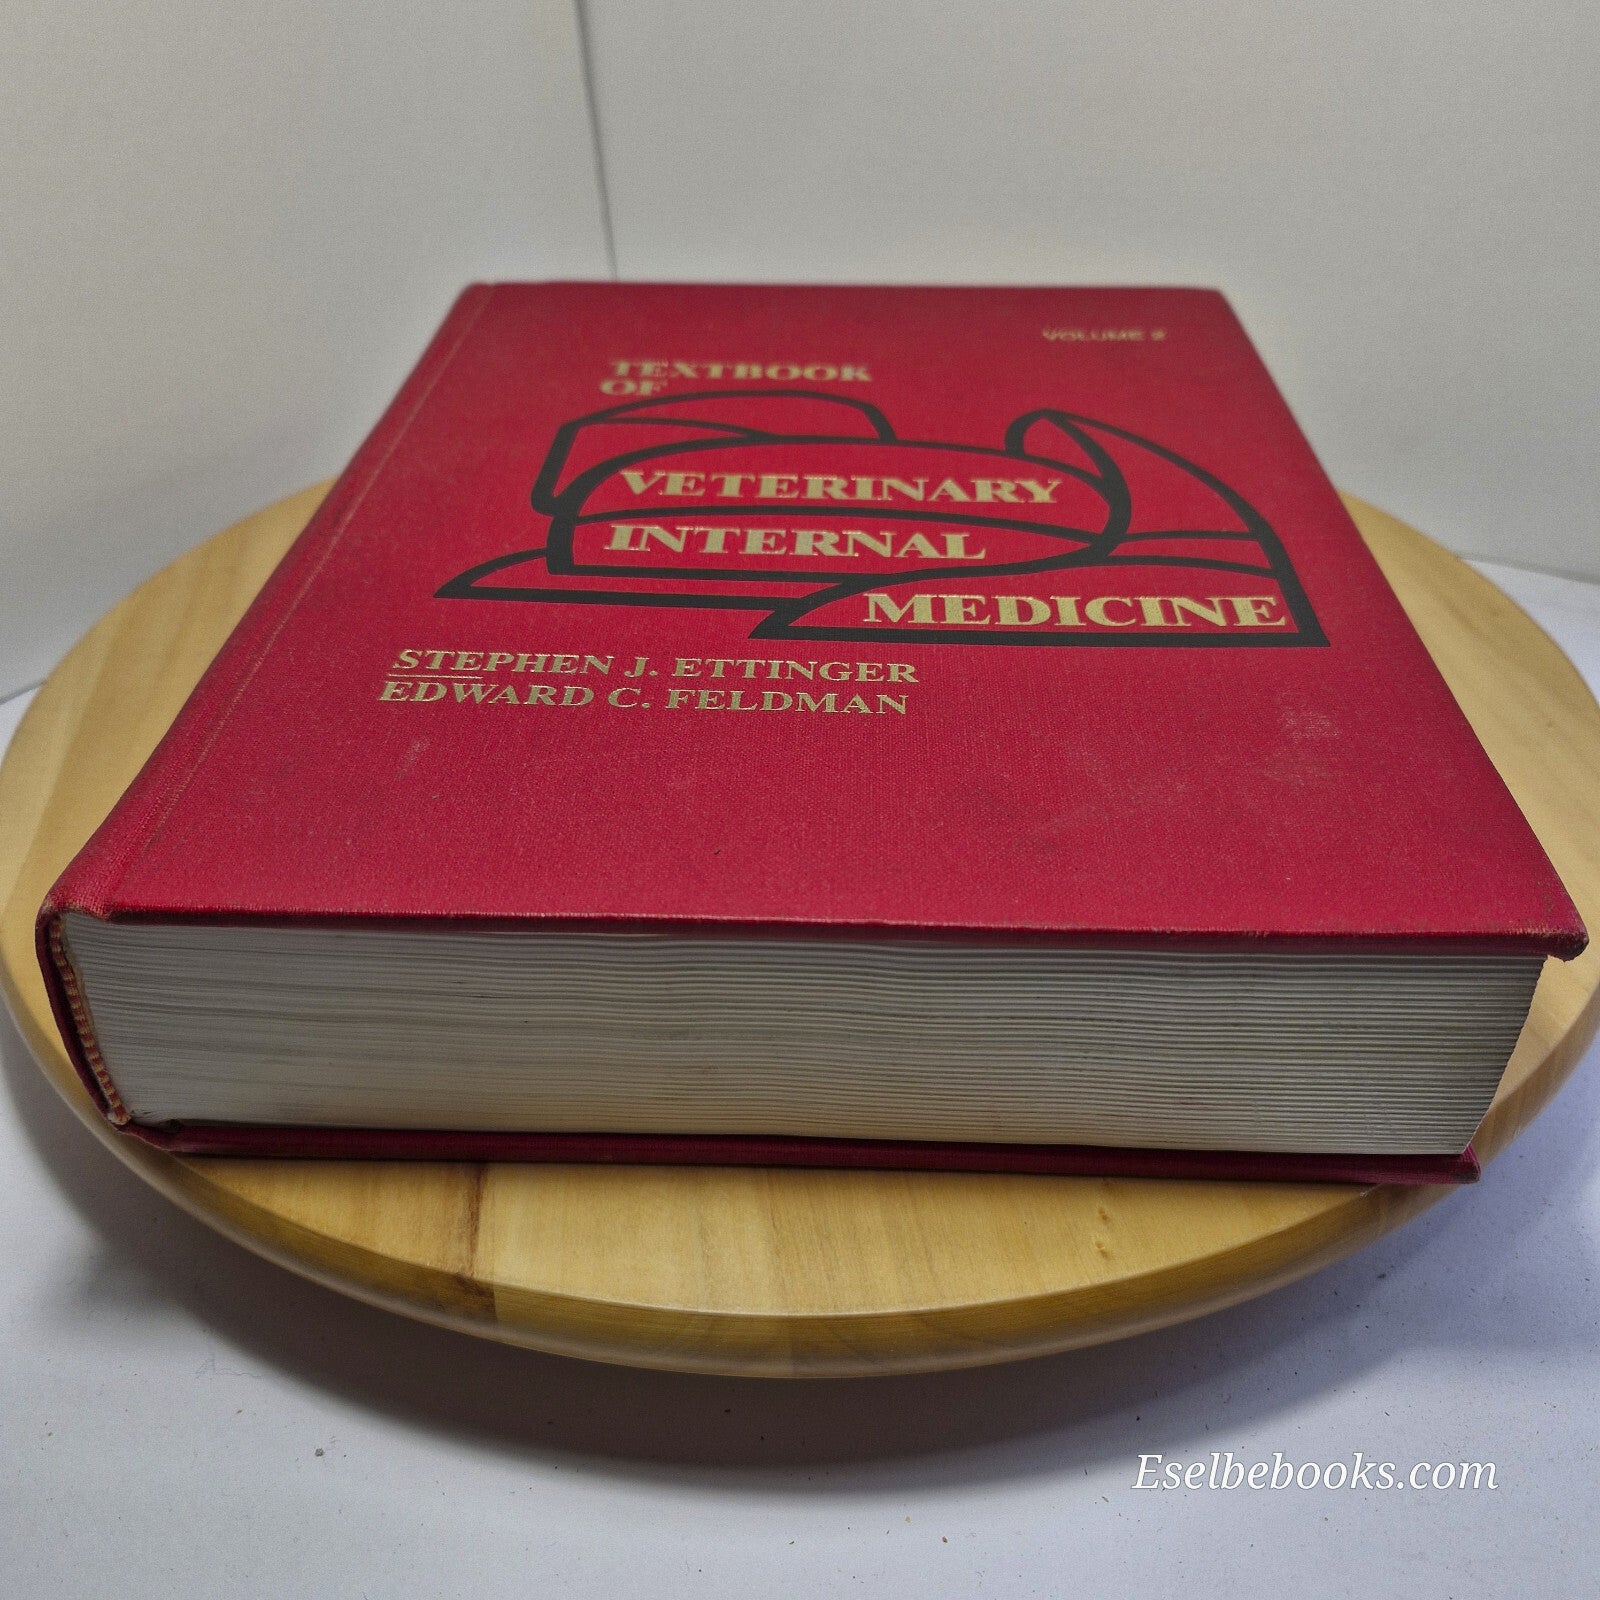 VOLUME 2
TEXTBOOK
OF
VETERINARY
INTERNAL
MEDICINE
STEPHEN J. ETTINGER
EDWARD C. FELDMAN
Eselbebooks.com